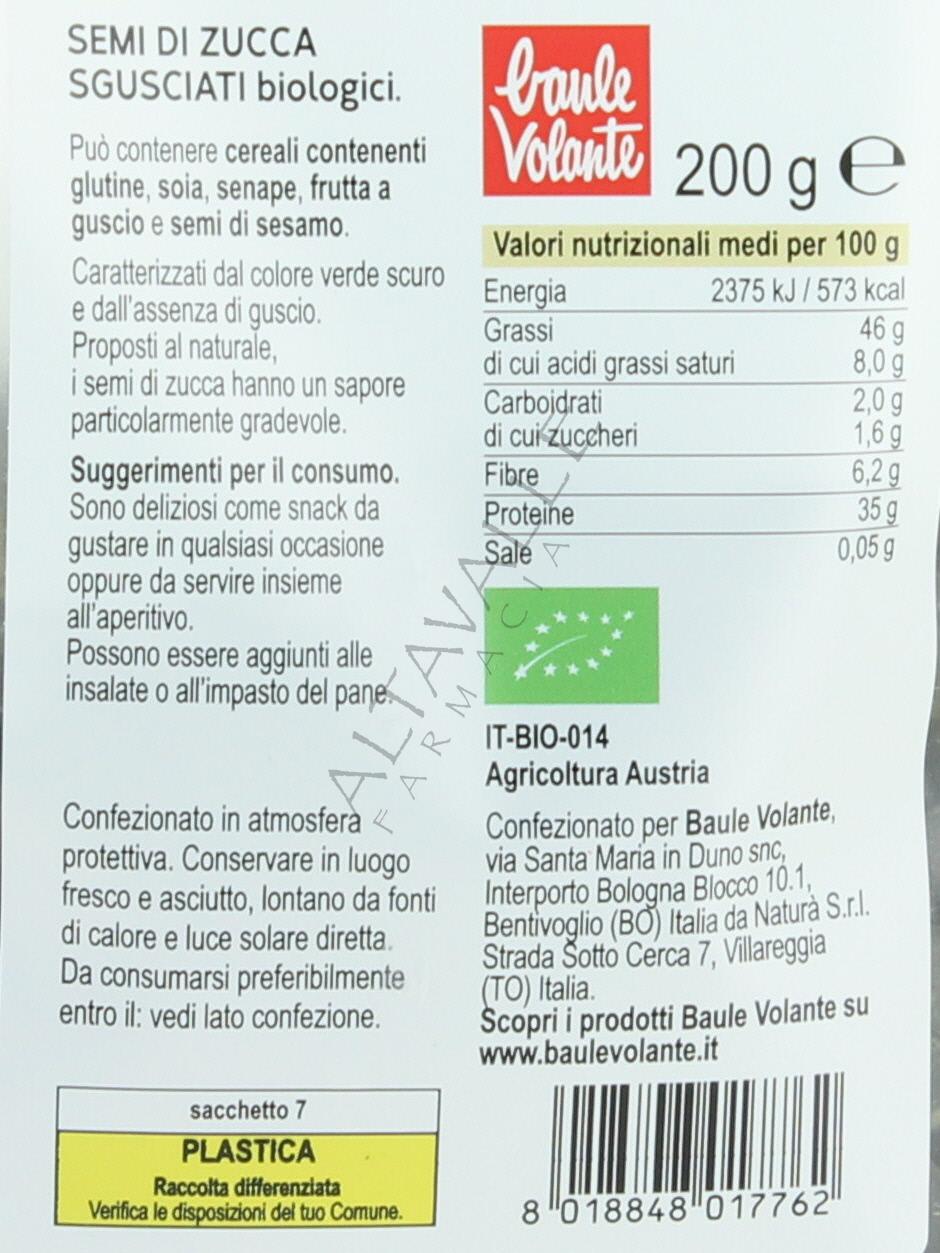 SEMI DI ZUCCA
SGUSCIATI biologici.
Può contenere cereali contenenti
glutine, soia, senape, frutta a
guscio e semi di sesamo.
Caratterizzati dal colore verde scuro
e dall'assenza di guscio.
Proposti al naturale,
i semi di zucca hanno un sapore
particolarmente gradevole.
Suggerimenti per il consumo.
Sono deliziosi come snack da
gustare in qualsiasi occasione
oppure da servire insieme
all'aperitivo.
Possono essere aggiunti alle
insalate o all'impasto del pane.
Confezionato in atmosfera
protettiva. Conservare in luogo
fresco e asciutto, lontano da fonti
di calore e luce solare diretta.
Da consumarsi preferibilmente
entro il: vedi lato confezione.
sacchetto 7
PLASTICA
Raccolta differenziata
Verifica le disposizioni del tuo Comune.
baule
Volante
200 g e
Valori nutrizionali medi per 100 g
Energia 2375 kJ / 573 kcal
Grassi 46 g
di cui acidi grassi saturi 8,0 g
Carboidrati 2,0 g
di cui zuccheri 1,6 g
Fibre 6,2 g
Proteine 35 g
Sale 0,05 g
IT-BIO-014
Agricoltura Austria
Confezionato per Baule Volante,
via Santa Maria in Duno snc,
Interporto Bologna Blocco 10.1,
Bentivoglio (BO) Italia da Naturà S.r.l.
Strada Sotto Cerca 7, Villareggia
(TO) Italia.
Scopri i prodotti Baule Volante su
www.baulevolante.it
8 018848 017762
ALTAVALLE
FARMACIA